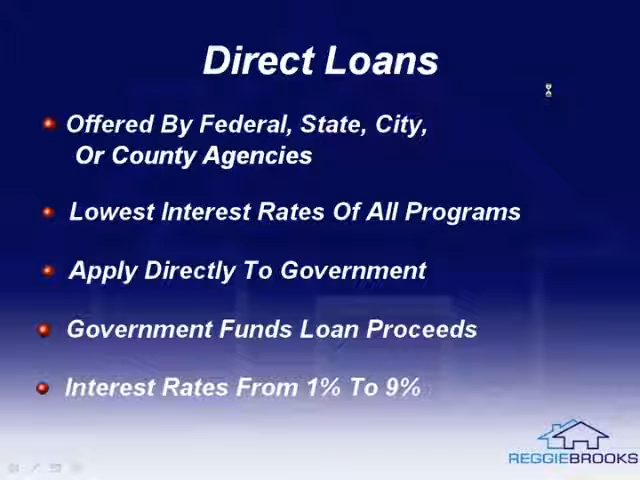 Direct Loans
Offered By Federal, State, City,
Or County Agencies
Lowest Interest Rates Of All Programs
Apply Directly To Government
Government Funds Loan Proceeds
Interest Rates From 1% To 9%
REGGIEBROOKS